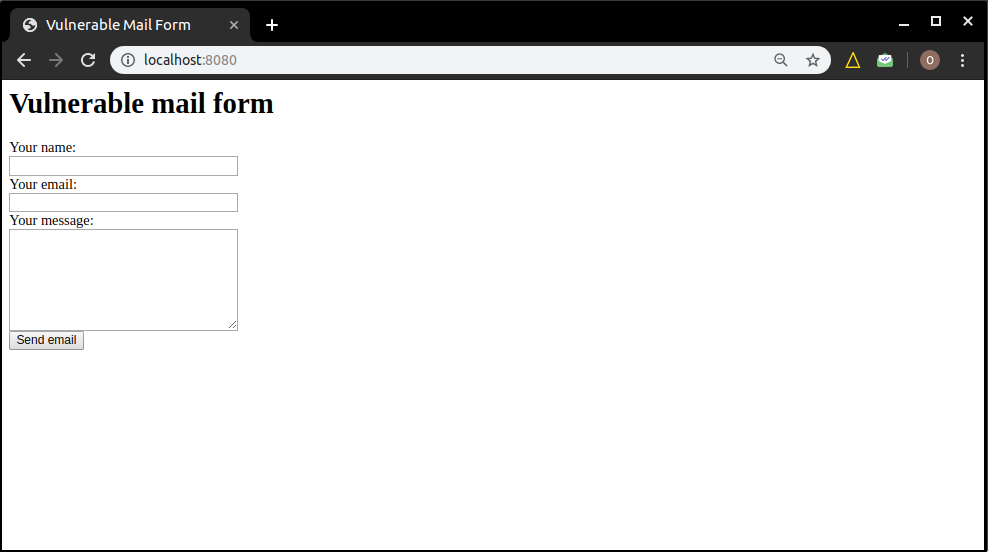 Vulnerable Mail Form
localhost:8080
O
Vulnerable mail form
Your name:
Your email:
Your message:
Send email